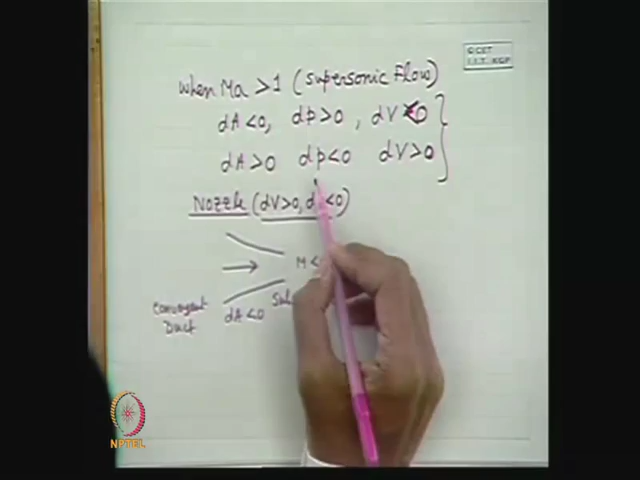 © CET
I.I.T. KGP
when Ma >1 (supersonic Flow)
dA <0, dp>0, dV <0
dA >0 dp<0 dV>0
Nozzle (dV>0, d <0)
M <
Convergent
Duct
dA <0
NPTEL